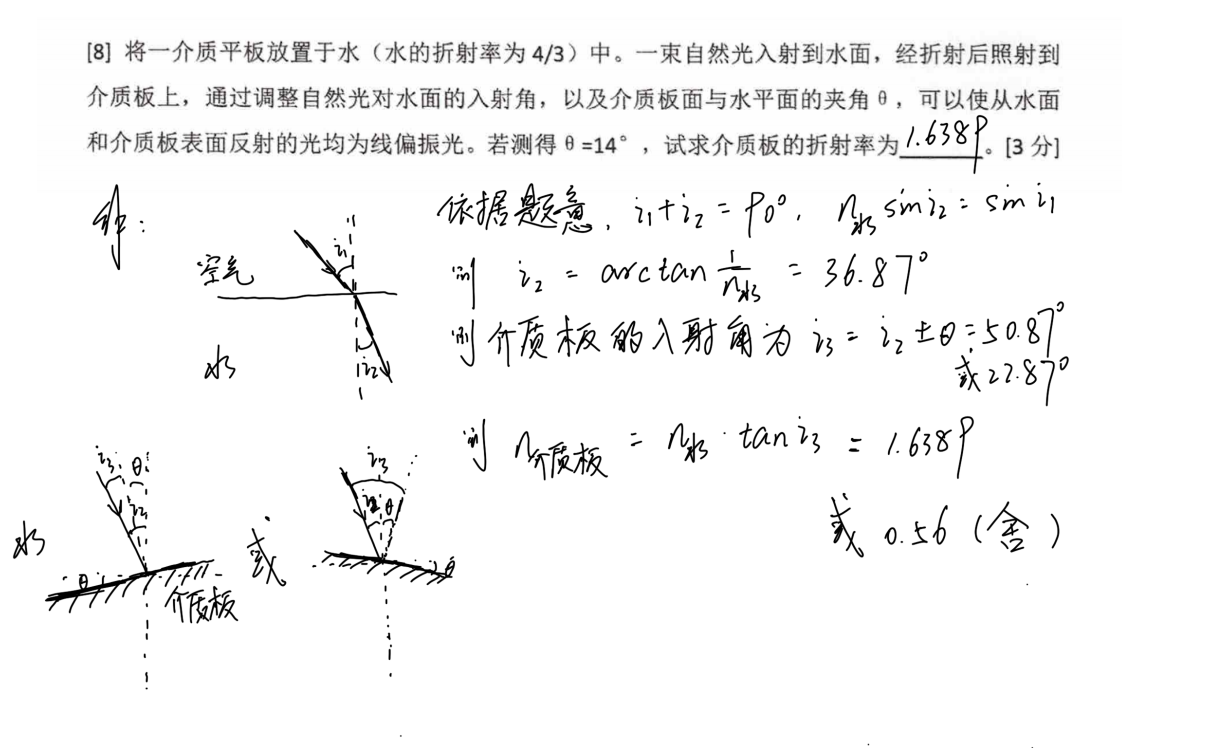 [8] 将一介质平板放置于水（水的折射率为 4/3）中。一束自然光入射到水面，经折射后照射到
介质板上，通过调整自然光对水面的入射角，以及介质板面与水平面的夹角 θ，可以使从水面
和介质板表面反射的光均为线偏振光。若测得 θ=14°，试求介质板的折射率为1.6389。[3 分]
解：
依据题意，i₁+i₂=90°，n水 sin i₂ = sin i₁
则 i₂ = arctan 1/n水 = 36.87°
则介质板的入射角为 i₃ = i₂ ± θ = 50.87°
或 22.87°
则 n介质板 = n水 · tan i₃ = 1.6389
或 0.56（舍）
空气
i₁
水
i₂
i₃ θ
i₂
水
θ
介质板
或
i₃
i₂ θ
θ